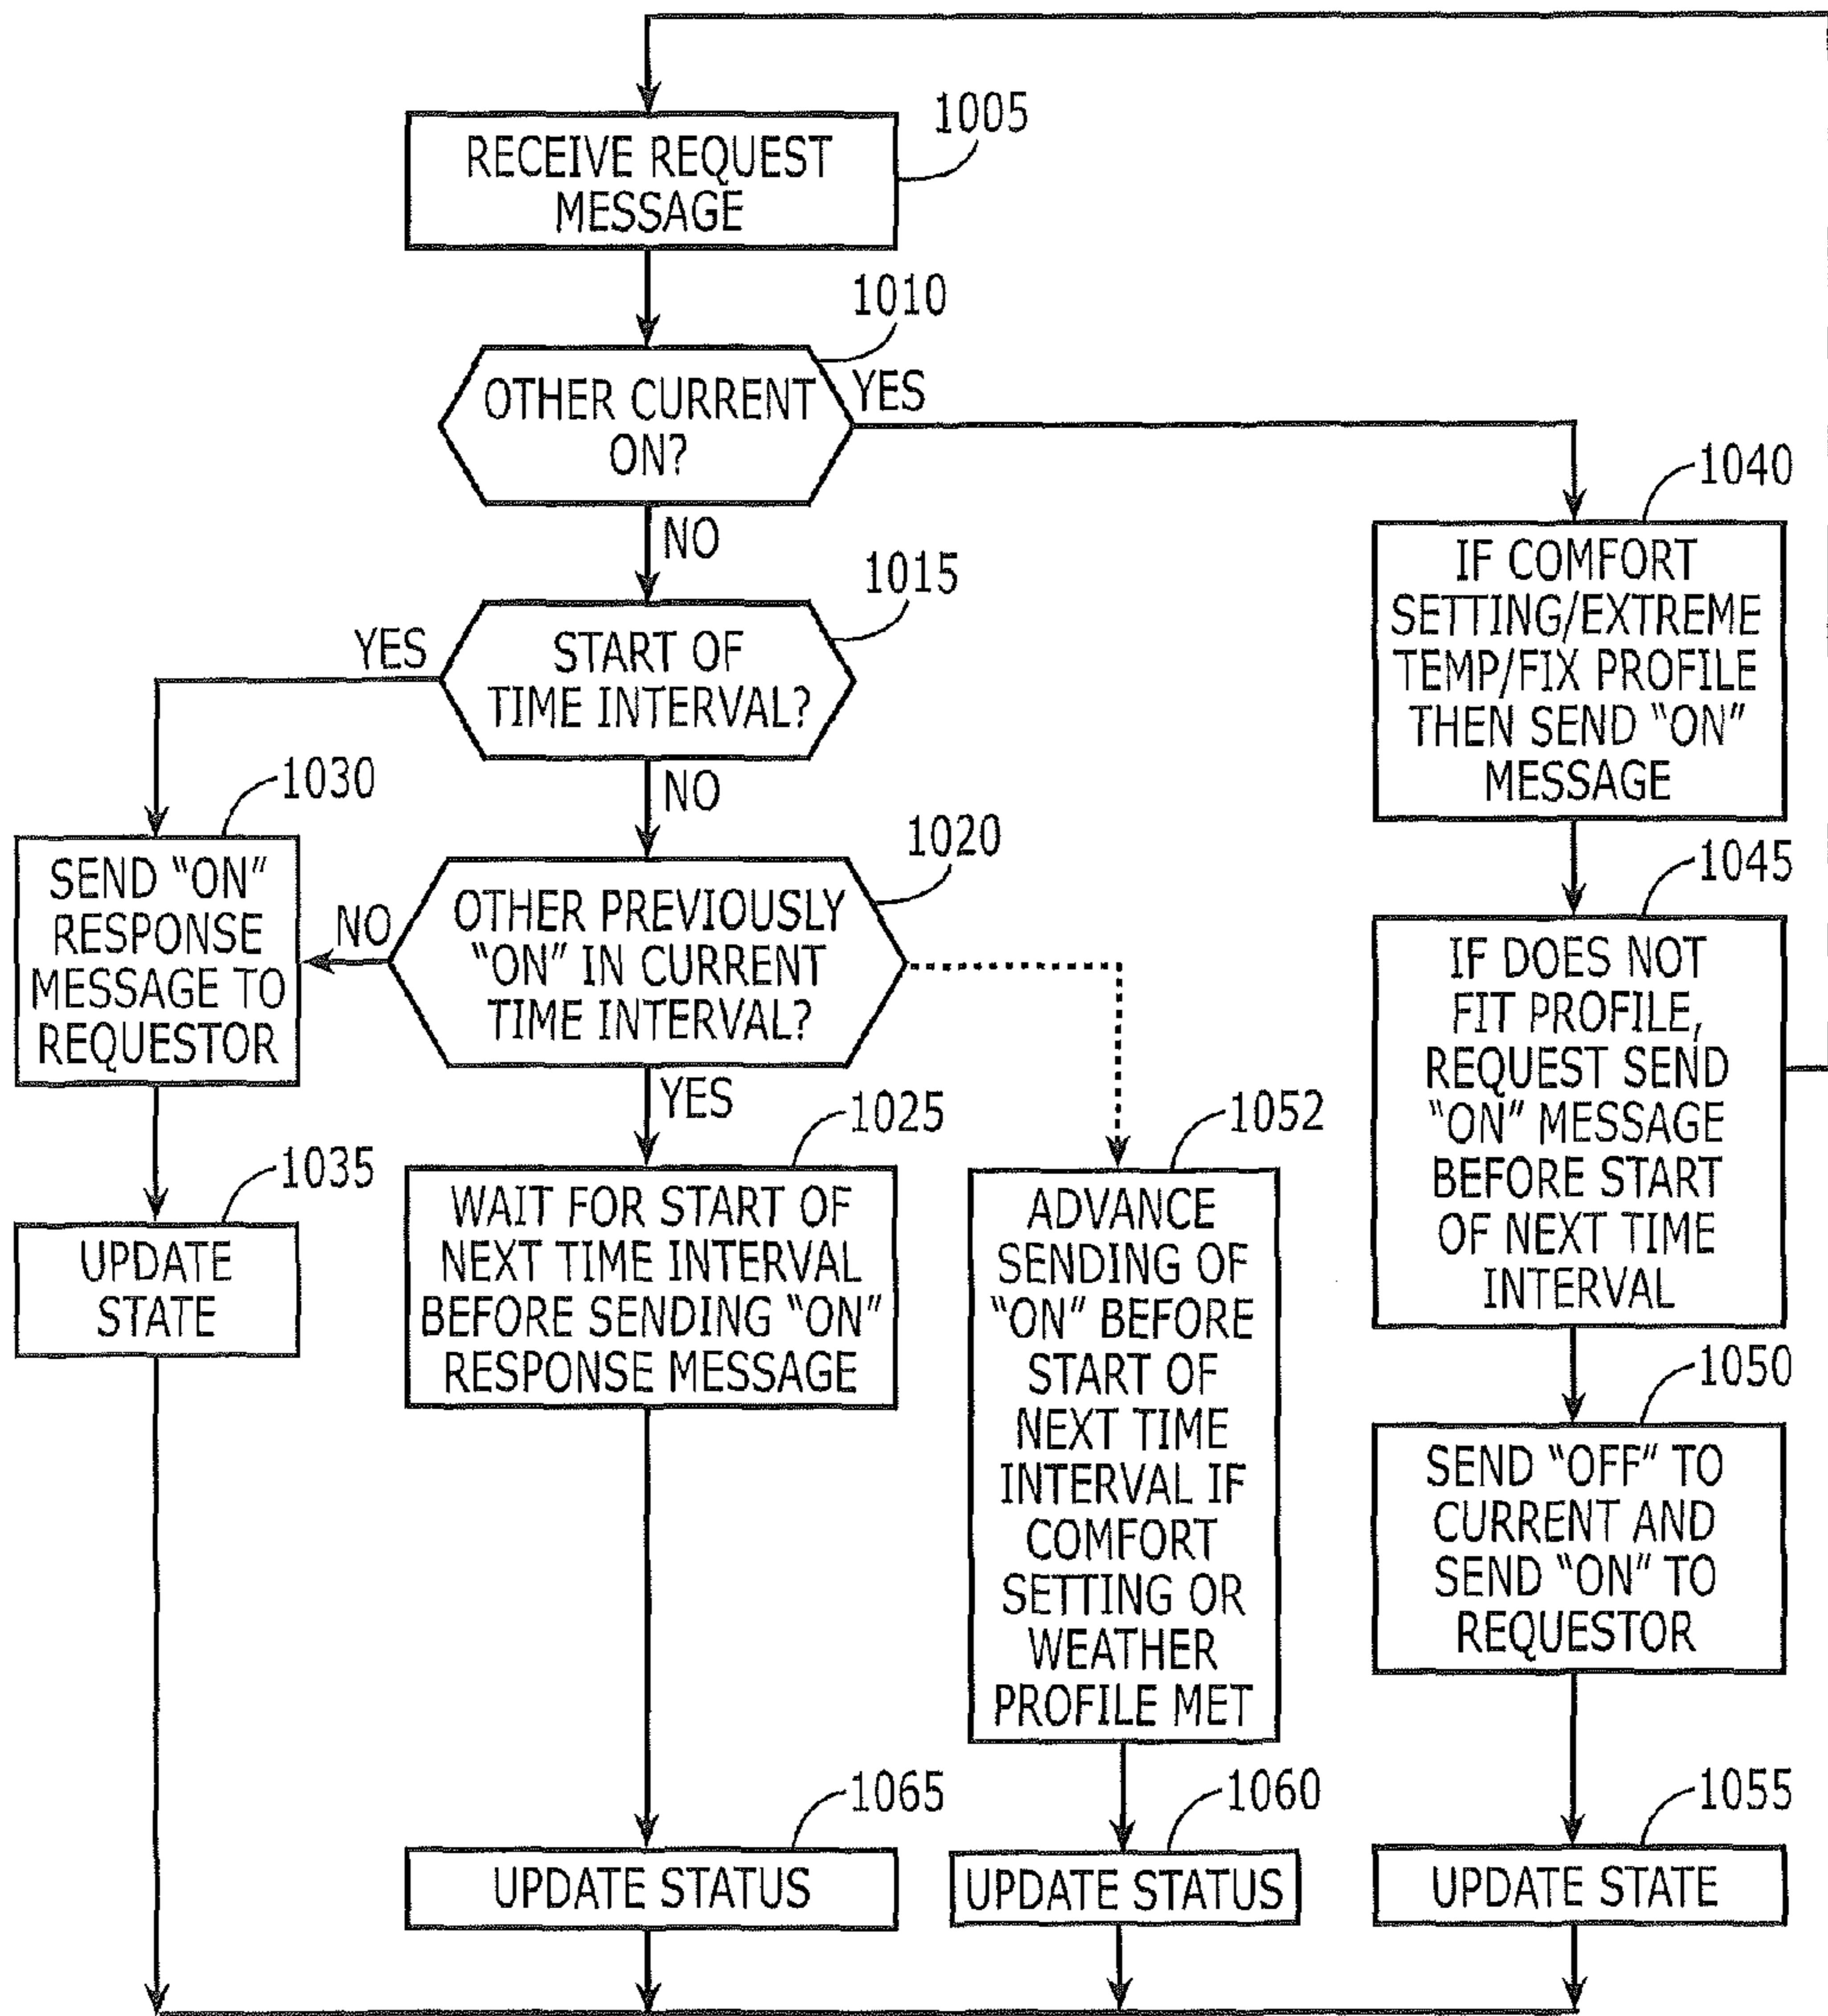 RECEIVE REQUEST
MESSAGE
1005
OTHER CURRENT
ON?
1010
YES
NO
START OF
TIME INTERVAL?
1015
YES
NO
OTHER PREVIOUSLY
"ON" IN CURRENT
TIME INTERVAL?
1020
NO
YES
SEND "ON"
RESPONSE
MESSAGE TO
REQUESTOR
1030
UPDATE
STATE
1035
WAIT FOR START OF
NEXT TIME INTERVAL
BEFORE SENDING "ON"
RESPONSE MESSAGE
1025
UPDATE STATUS
1065
ADVANCE
SENDING OF
"ON" BEFORE
START OF
NEXT TIME
INTERVAL IF
COMFORT
SETTING OR
WEATHER
PROFILE MET
1052
UPDATE STATUS
1060
IF COMFORT
SETTING/EXTREME
TEMP/FIX PROFILE
THEN SEND "ON"
MESSAGE
1040
IF DOES NOT
FIT PROFILE,
REQUEST SEND
"ON" MESSAGE
BEFORE START
OF NEXT TIME
INTERVAL
1045
SEND "OFF" TO
CURRENT AND
SEND "ON" TO
REQUESTOR
1050
UPDATE STATE
1055